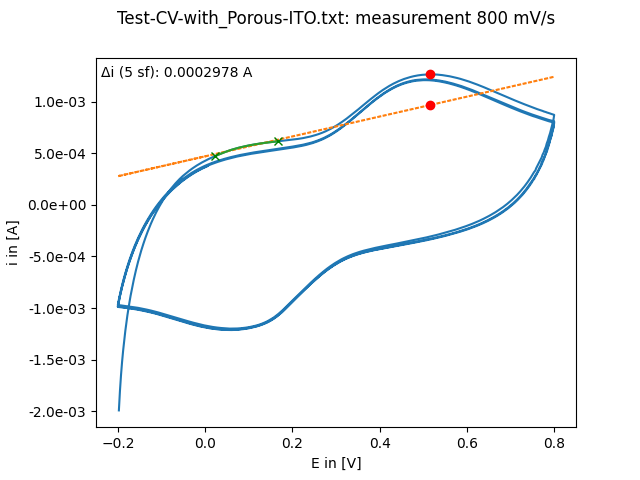 Test-CV-with_Porous-ITO.txt: measurement 800 mV/s
Δi (5 sf): 0.0002978 A
1.0e-03
5.0e-04
0.0e+00
-5.0e-04
-1.0e-03
-1.5e-03
-2.0e-03
i in [A]
−0.2 0.0 0.2 0.4 0.6 0.8
E in [V]